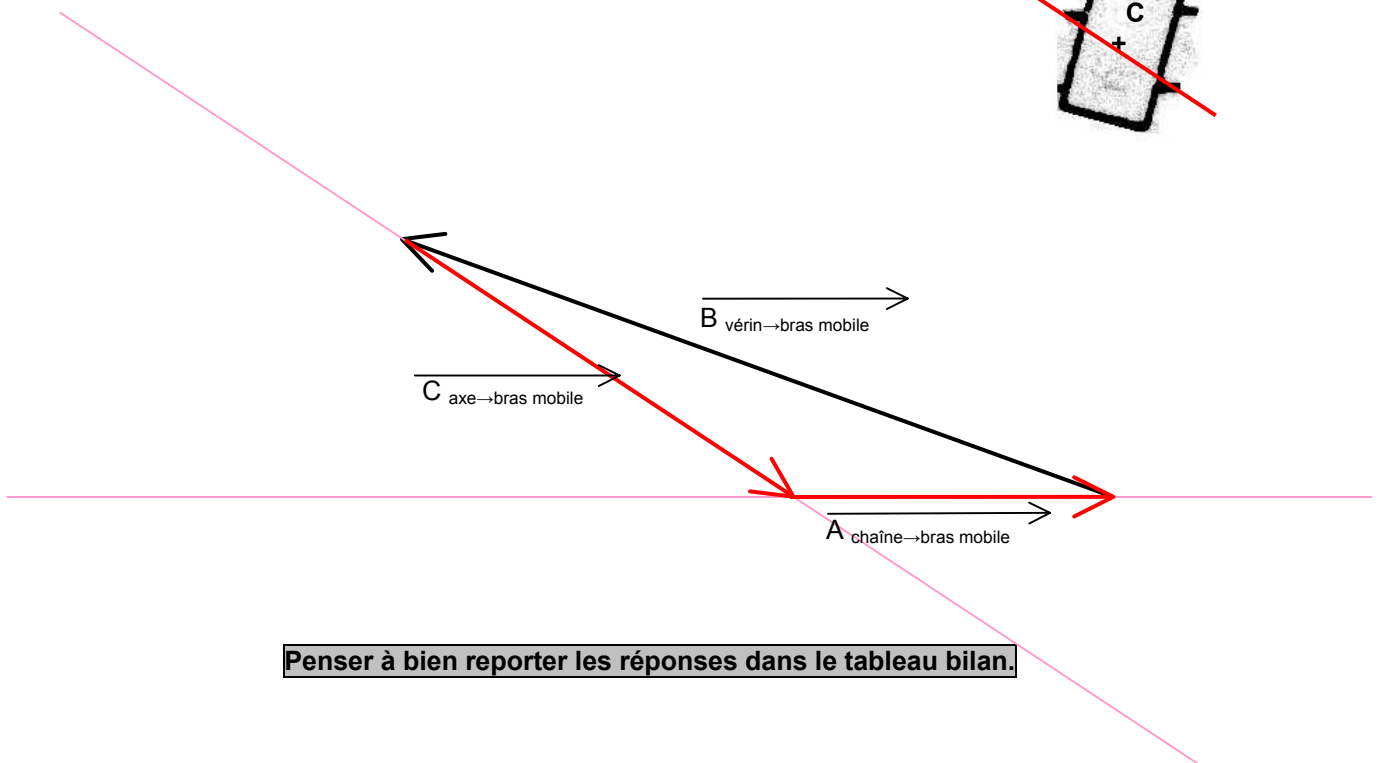 C
+
B vérin→bras mobile
C axe→bras mobile
A chaîne→bras mobile
Penser à bien reporter les réponses dans le tableau bilan.